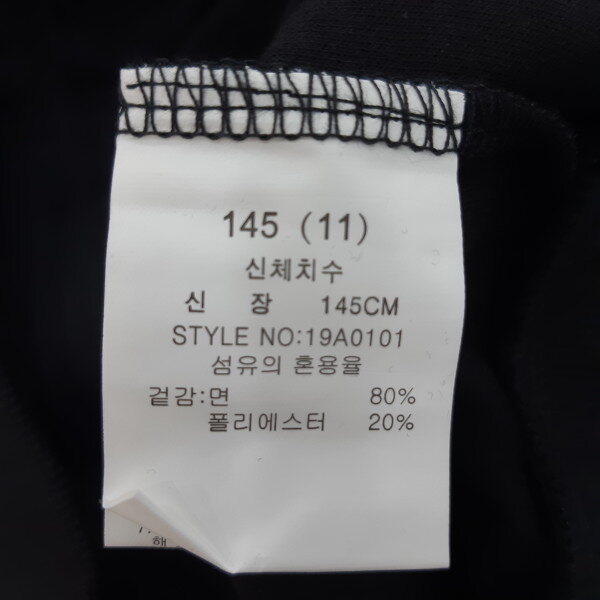 145 (11)
신체치수
신 장 145CM
STYLE NO:19A0101
섬유의 혼용율
겉감:면 80%
폴리에스터 20%